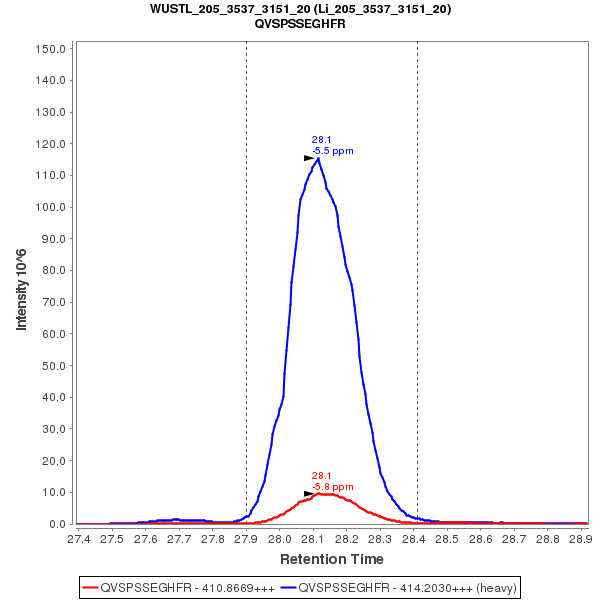 WUSTL_205_3537_3151_20 (Li_205_3537_3151_20)
QVSPSSEGHFR
150.0
140.0
130.0
120.0
110.0
100.0
90.0
80.0
70.0
60.0
50.0
40.0
30.0
20.0
10.0
0.0
Intensity 10^6
28.1
-5.5 ppm
28.1
-5.8 ppm
27.4 27.5 27.6 27.7 27.8 27.9 28.0 28.1 28.2 28.3 28.4 28.5 28.6 28.7 28.8 28.9
Retention Time
QVSPSSEGHFR - 410.8669+++ QVSPSSEGHFR - 414.2030+++ (heavy)